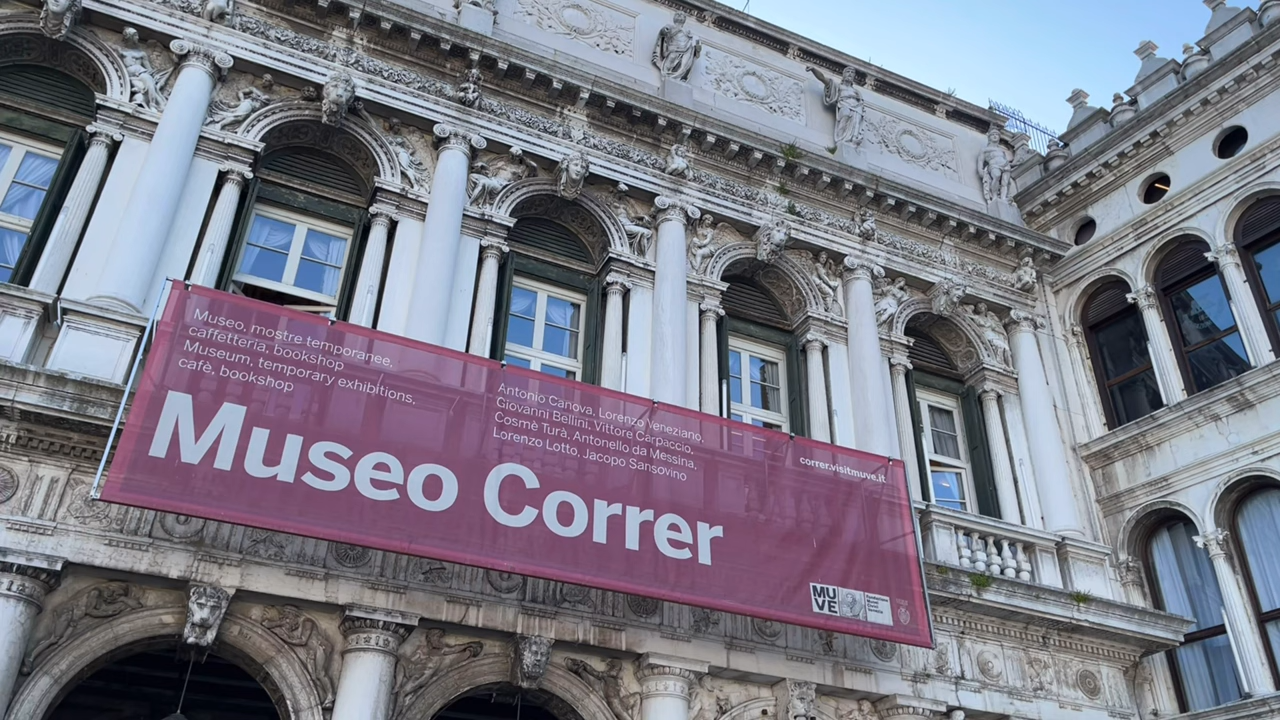 Museo, mostre temporanee,
caffetteria, bookshop
Museum, temporary exhibitions,
cafè, bookshop
Antonio Canova, Lorenzo Veneziano,
Giovanni Bellini, Vittore Carpaccio,
Cosmè Turà, Antonello da Messina,
Lorenzo Lotto, Jacopo Sansovino
correr.visitmuve.it
Museo Correr
MU
VE